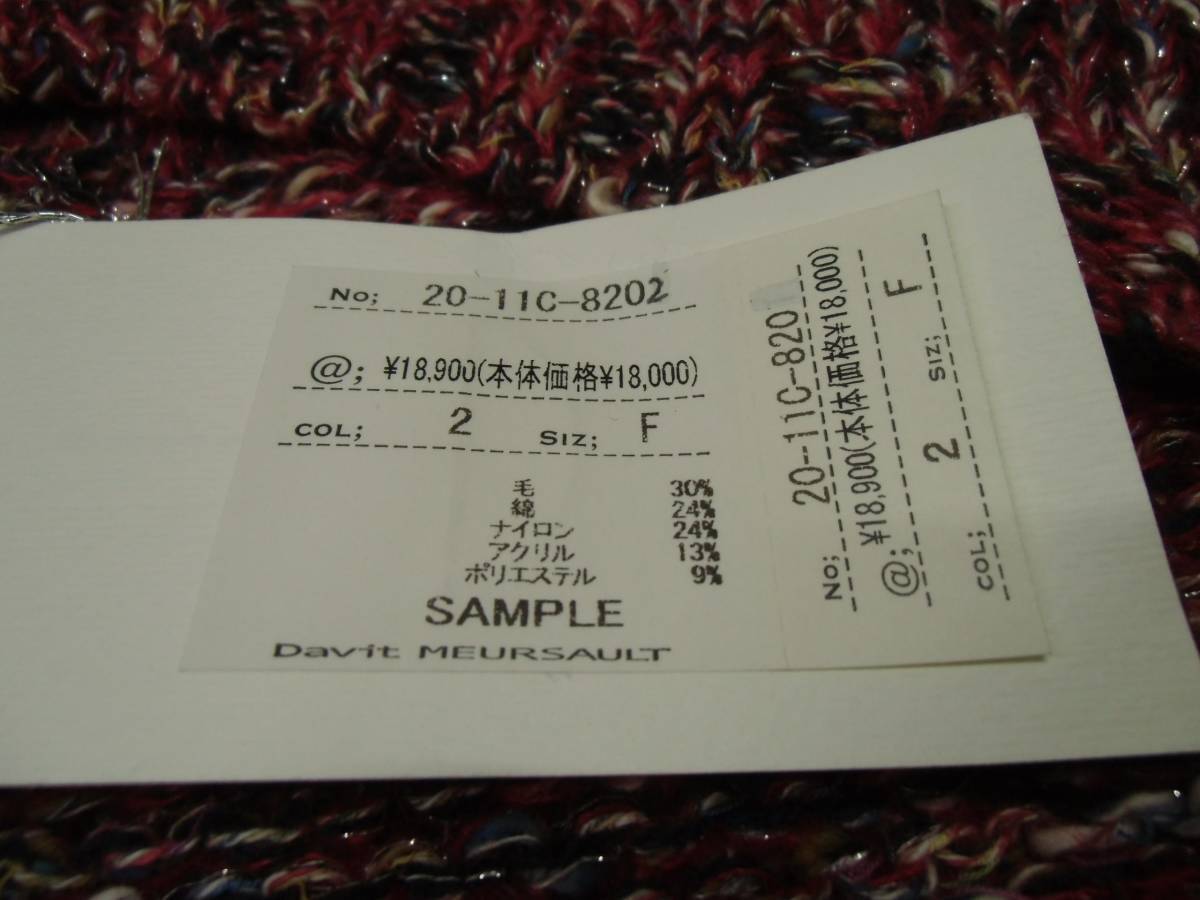 No; 20-11C-8202
@; ¥18,900(本体価格¥18,000)
COL; 2 SIZ; F
毛 30%
綿 24%
ナイロン 24%
アクリル 13%
ポリエステル 9%
SAMPLE
Davit MEURSAULT
No; 20-11C-820
@; ¥18,900(本体価格¥18,000)
COL; 2 SIZ; F